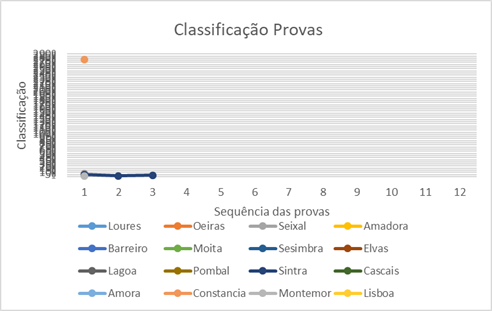 Classificação Provas
Classificação
1 2 3 4 5 6 7 8 9 10 11 12
Sequência das provas
Loures Oeiras Seixal Amadora
Barreiro Moita Sesimbra Elvas
Lagoa Pombal Sintra Cascais
Amora Constancia Montemor Lisboa